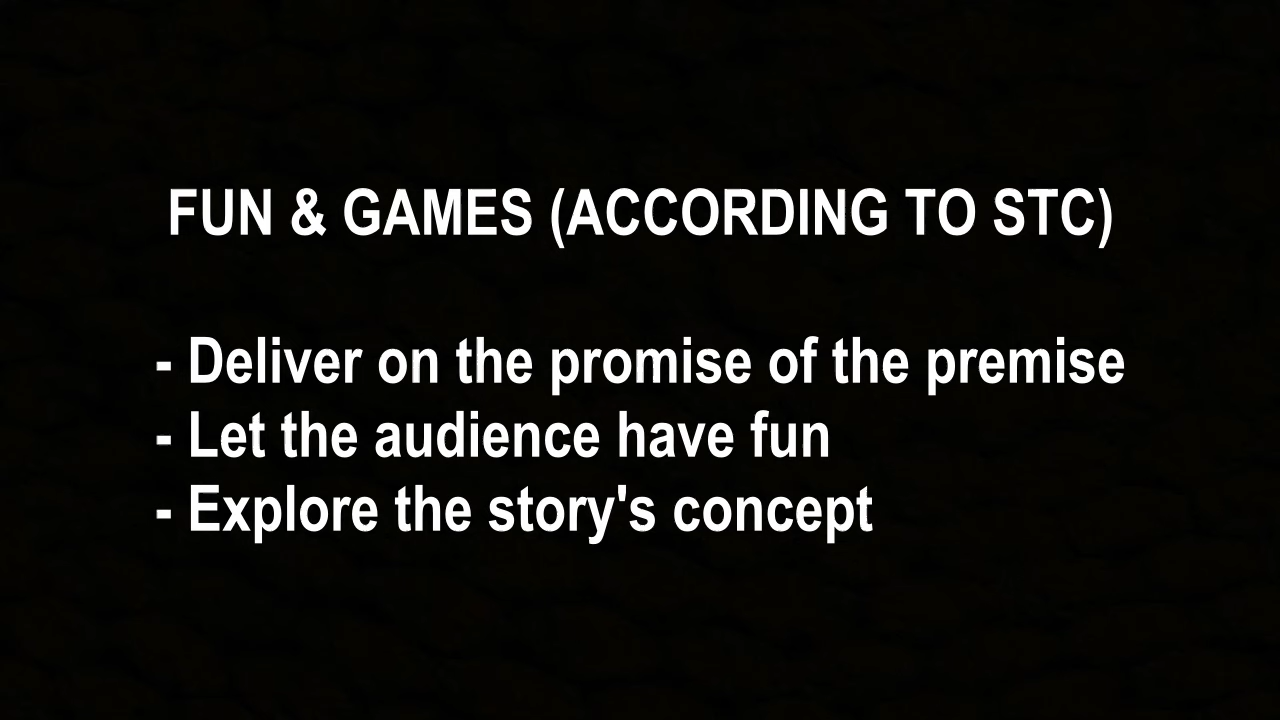 FUN & GAMES (ACCORDING TO STC)
- Deliver on the promise of the premise
- Let the audience have fun
- Explore the story's concept